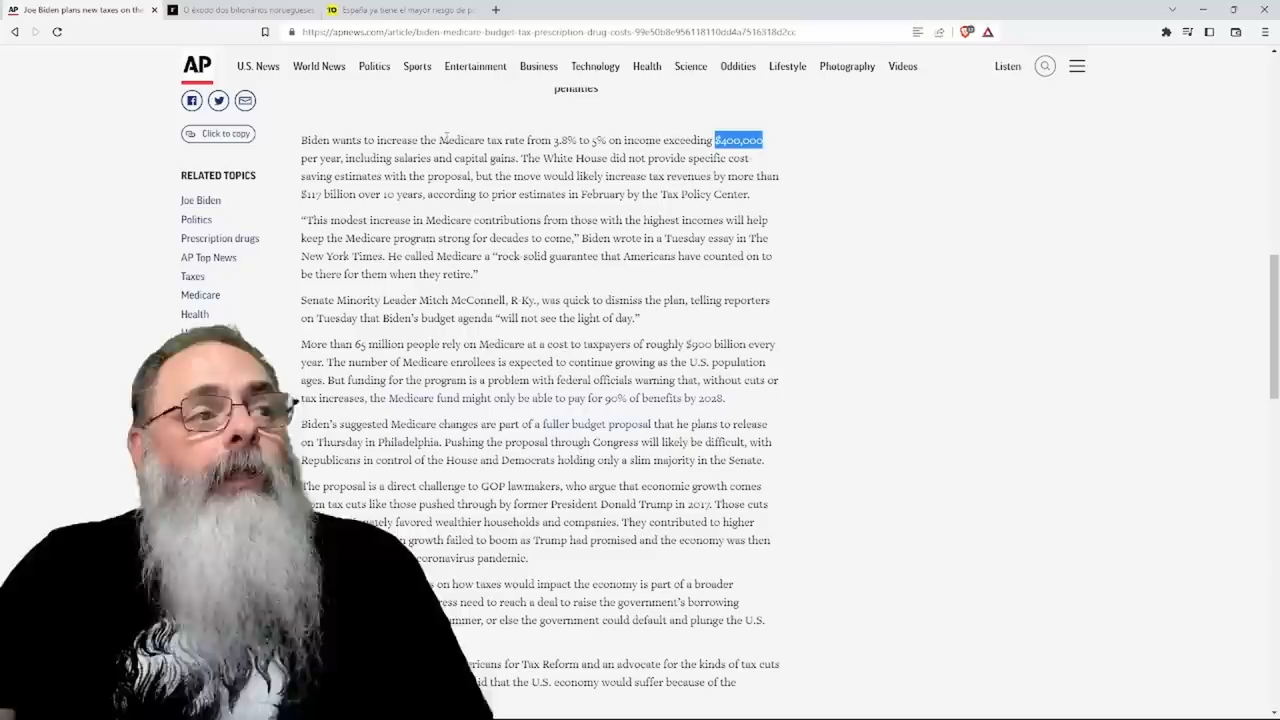 Joe Biden plans new taxes on the
O êxodo dos bilionários noruegueses
España ya tiene el mayor riesgo de
https://apnews.com/article/biden-medicare-budget-tax-prescription-drug-costs-99e50b8e956118110dd4a7516318d2cc
AP
U.S. News World News Politics Sports Entertainment Business Technology Health Science Oddities Lifestyle Photography Videos Listen
penalties
Click to copy
RELATED TOPICS
Joe Biden
Politics
Prescription drugs
AP Top News
Taxes
Medicare
Health
Biden wants to increase the Medicare tax rate from 3.8% to 5% on income exceeding $400,000
per year, including salaries and capital gains. The White House did not provide specific cost-
saving estimates with the proposal, but the move would likely increase tax revenues by more than
$117 billion over 10 years, according to prior estimates in February by the Tax Policy Center.
“This modest increase in Medicare contributions from those with the highest incomes will help
keep the Medicare program strong for decades to come,” Biden wrote in a Tuesday essay in The
New York Times. He called Medicare a “rock-solid guarantee that Americans have counted on to
be there for them when they retire.”
Senate Minority Leader Mitch McConnell, R-Ky., was quick to dismiss the plan, telling reporters
on Tuesday that Biden’s budget agenda “will not see the light of day.”
More than 65 million people rely on Medicare at a cost to taxpayers of roughly $900 billion every
year. The number of Medicare enrollees is expected to continue growing as the U.S. population
ages. But funding for the program is a problem with federal officials warning that, without cuts or
tax increases, the Medicare fund might only be able to pay for 90% of benefits by 2028.
Biden’s suggested Medicare changes are part of a fuller budget proposal that he plans to release
on Thursday in Philadelphia. Pushing the proposal through Congress will likely be difficult, with
Republicans in control of the House and Democrats holding only a slim majority in the Senate.
The proposal is a direct challenge to GOP lawmakers, who argue that economic growth comes
from tax cuts like those pushed through by former President Donald Trump in 2017. Those cuts
favored wealthier households and companies. They contributed to higher
growth failed to boom as Trump had promised and the economy was then
coronavirus pandemic.
on how taxes would impact the economy is part of a broader
need to reach a deal to raise the government’s borrowing
or else the government could default and plunge the U.S.
for Tax Reform and an advocate for the kinds of tax cuts
that the U.S. economy would suffer because of the